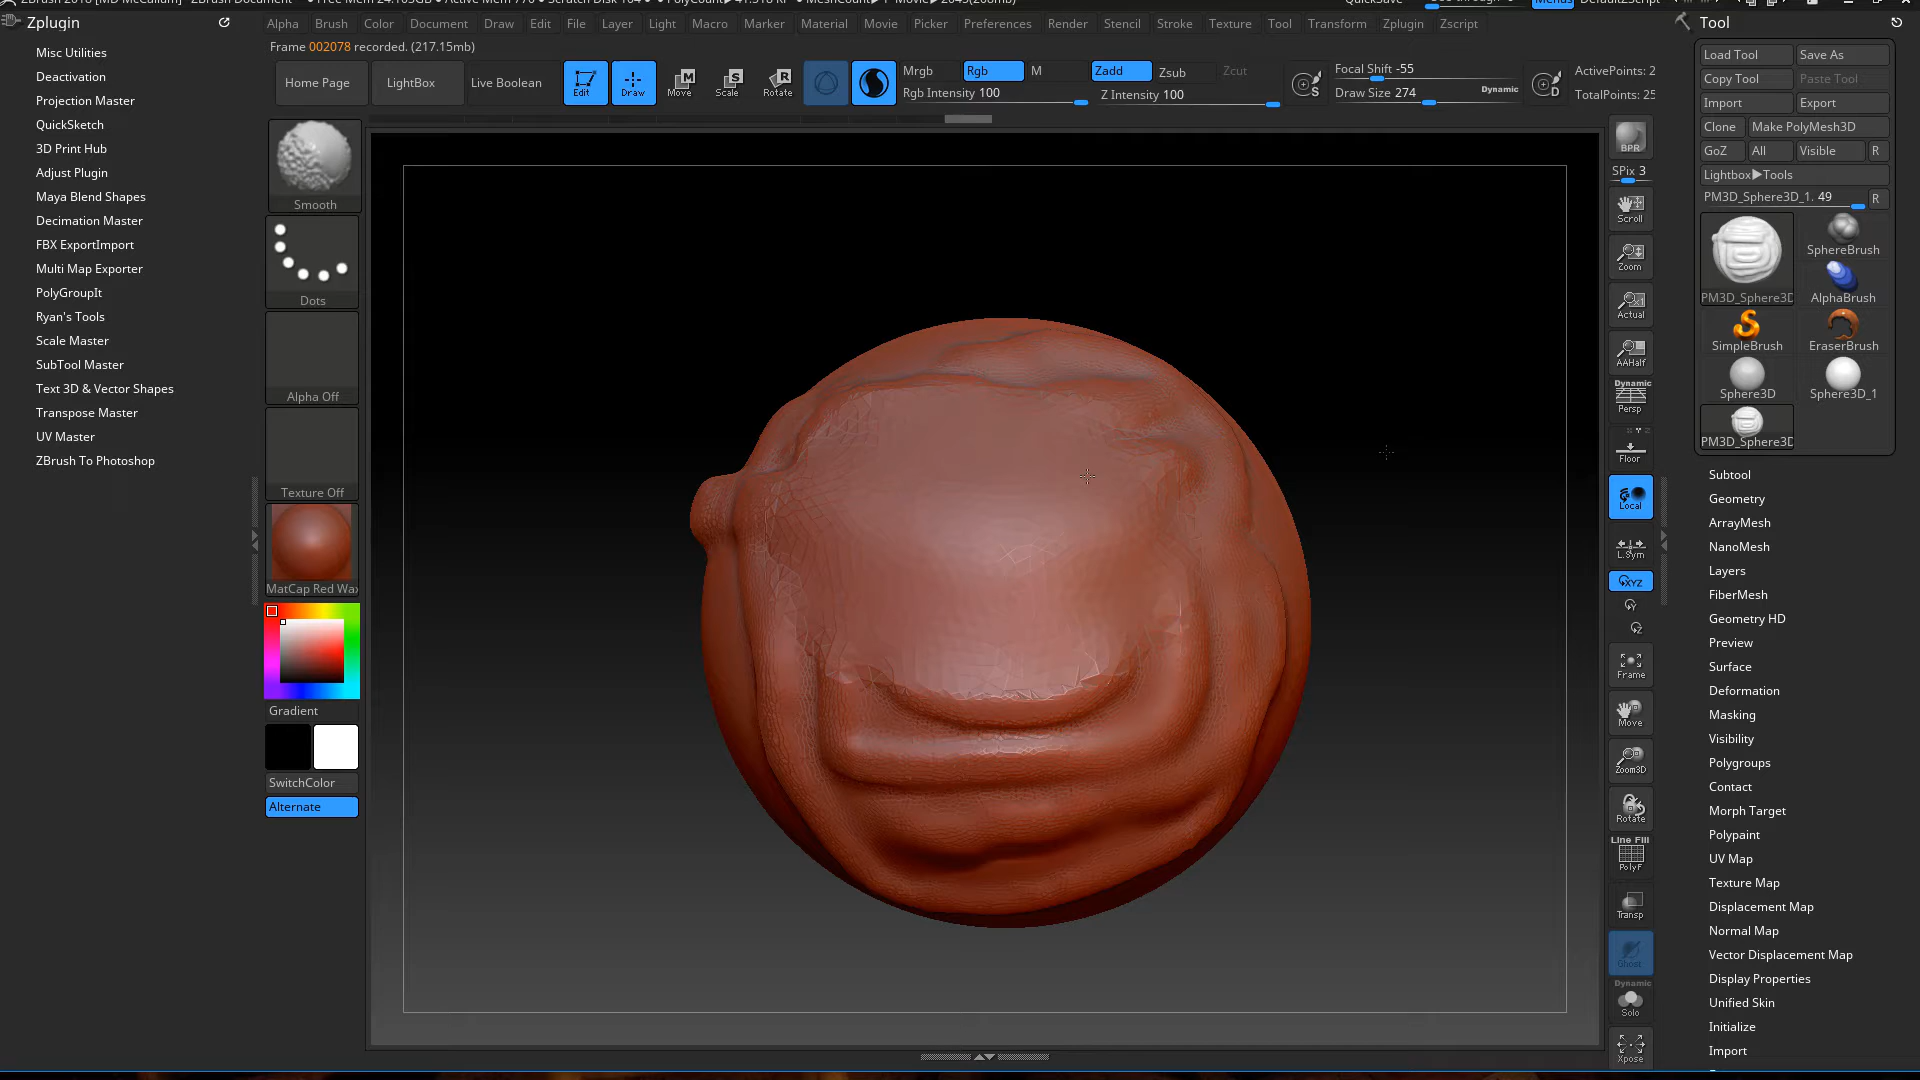 Zplugin
Misc Utilities
Deactivation
Projection Master
QuickSketch
3D Print Hub
Adjust Plugin
Maya Blend Shapes
Decimation Master
FBX ExportImport
Multi Map Exporter
PolyGroupIt
Ryan's Tools
Scale Master
SubTool Master
Text 3D & Vector Shapes
Transpose Master
UV Master
ZBrush To Photoshop
Alpha Brush Color Document Draw Edit File Layer Light Macro Marker Material Movie Picker Preferences Render Stencil Stroke Texture Tool Transform Zplugin Zscript
Frame 002078 recorded. (217.15mb)
Home Page LightBox Live Boolean
Edit Draw Move Scale Rotate
Mrgb Rgb M Zadd Zsub Zcut
Rgb Intensity 100 Z Intensity 100
Focal Shift -55
Draw Size 274 Dynamic
ActivePoints: 2
TotalPoints: 25
Smooth
Dots
Alpha Off
Texture Off
MatCap Red Wax
Gradient
SwitchColor
Alternate
BPR
SPix 3
Scroll
Zoom
Actual
AAHalf
Dynamic
Persp
Floor
Local
L.Sym
XYZ
Y
Z
Frame
Move
Zoom3D
Rotate
Line Fill
PolyF
Transp
Ghost
Dynamic
Solo
Xpose
Tool
Load Tool Save As
Copy Tool Paste Tool
Import Export
Clone Make PolyMesh3D
GoZ All Visible R
Lightbox▶Tools
PM3D_Sphere3D_1. 49 R
PM3D_Sphere3D
SphereBrush
AlphaBrush
SimpleBrush EraserBrush
Sphere3D Sphere3D_1
PM3D_Sphere3D
Subtool
Geometry
ArrayMesh
NanoMesh
Layers
FiberMesh
Geometry HD
Preview
Surface
Deformation
Masking
Visibility
Polygroups
Contact
Morph Target
Polypaint
UV Map
Texture Map
Displacement Map
Normal Map
Vector Displacement Map
Display Properties
Unified Skin
Initialize
Import